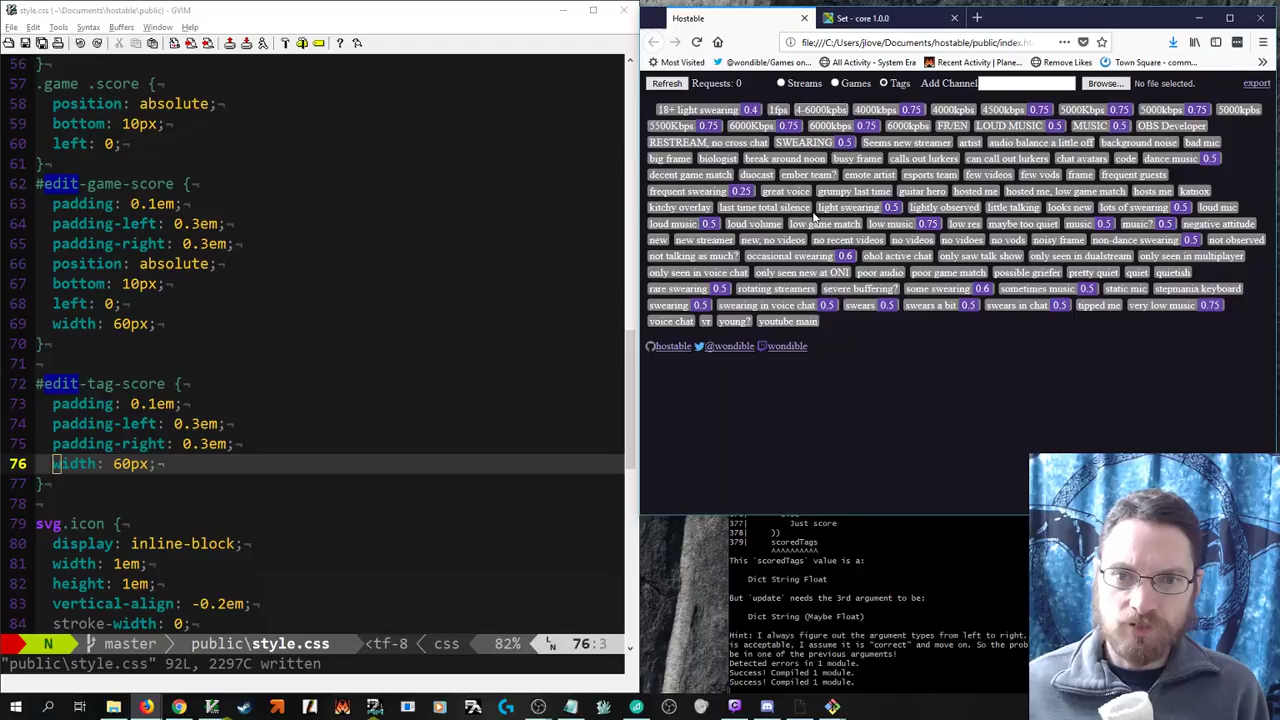 style.css (~\Documents\hostable\public) - GVIM
File Edit Tools Syntax Buffers Window Help
56 }
57 .game .score {¬
58 position: absolute;¬
59 bottom: 10px;¬
60 left: 0;¬
61 }¬
62 #edit-game-score {¬
63 padding: 0.1em;¬
64 padding-left: 0.3em;¬
65 padding-right: 0.3em;¬
66 position: absolute;¬
67 bottom: 10px;¬
68 left: 0;¬
69 width: 60px;¬
70 }¬
71 ¬
72 #edit-tag-score {¬
73 padding: 0.1em;¬
74 padding-left: 0.3em;¬
75 padding-right: 0.3em;¬
76 width: 60px;¬
77 }¬
78 ¬
79 svg.icon {¬
80 display: inline-block;¬
81 width: 1em;¬
82 height: 1em;¬
83 vertical-align: -0.2em;¬
84 stroke-width: 0;¬
N master public\style.css <tf-8 css 82% 76:3
"public\style.css" 92L, 2297C written
Hostable
Set - core 1.0.0
file:///C:/Users/jlove/Documents/hostable/public/index.ht
Most Visited @wondible/Games on... All Activity - System Era Recent Activity | Plane... Remove Likes Town Square - comm...
Refresh Requests: 0 Streams Games Tags Add Channel Browse... No file selected. export
18+ light swearing 0.4 1fps 4-6000kpbs 4000kpbs 0.75 4000kpbs 4500kpbs 0.75 5000Kpbs 0.75 5000kpbs 0.75 5000kpbs
5500Kpbs 0.75 6000Kpbs 0.75 6000kpbs 0.75 6000kpbs FR/EN LOUD MUSIC 0.5 MUSIC 0.5 OBS Developer
RESTREAM, no cross chat SWEARING 0.5 Seems new streamer artist audio balance a little off background noise bad mic
big frame biologist break around noon busy frame calls out lurkers can call out lurkers chat avatars code dance music 0.5
decent game match duocast ember team? emote artist esports team few videos few vods frame frequent guests
frequent swearing 0.25 great voice grumpy last time guitar hero hosted me hosted me, low game match hosts me katnox
kitchy overlay last time total silence light swearing 0.5 lightly observed little talking looks new lots of swearing 0.5 loud mic
loud music 0.5 loud volume low game match low music 0.75 low res maybe too quiet music 0.5 music? 0.5 negative attitude
new new streamer new, no videos no recent videos no videos no vidoes no vods noisy frame non-dance swearing 0.5 not observed
not talking as much? occasional swearing 0.6 ohol active chat only saw talk show only seen in dualstream only seen in multiplayer
only seen in voice chat only seen new at ONI poor audio poor game match possible griefer pretty quiet quiet quietish
rare swearing 0.5 rotating streamers severe buffering? some swearing 0.6 sometimes music 0.5 static mic stepmania keyboard
swearing 0.5 swearing in voice chat 0.5 swears 0.5 swears a bit 0.5 swears in chat 0.5 tipped me very low music 0.75
voice chat vr young? youtube main
hostable @wondible wondible
377| Just score
378| ))
379| scoredTags
^^^^^^^^^^
This `scoredTags` value is a:
Dict String Float
But `update` needs the 3rd argument to be:
Dict String (Maybe Float)
Hint: I always figure out the argument types from left to right.
is acceptable, I assume it is "correct" and move on. So the prob
be in one of the previous arguments!
Detected errors in 1 module.
Success! Compiled 1 module.
Success! Compiled 1 module.